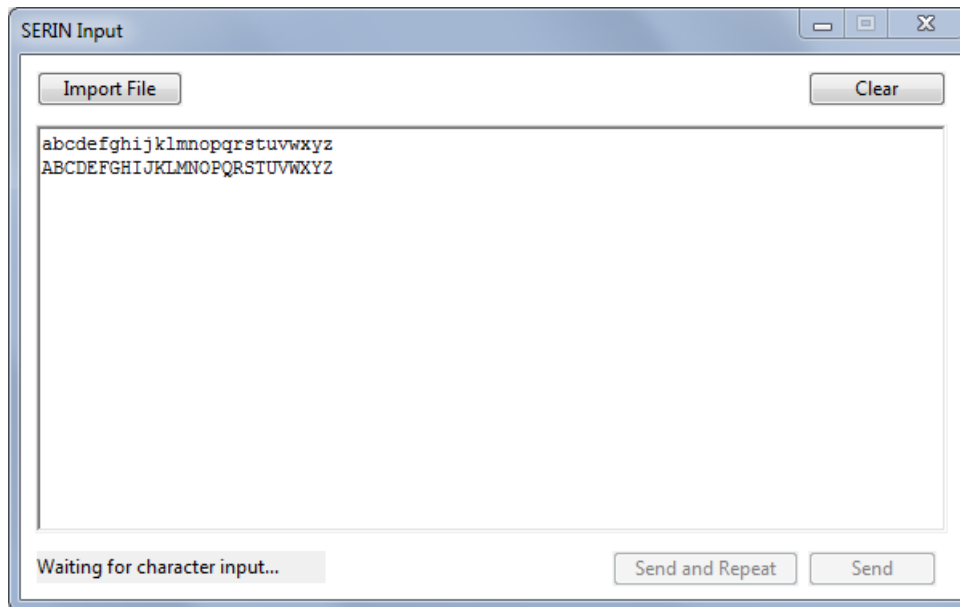 SERIN Input
Import File
Clear
abcdefghijklmnopqrstuvwxyz
ABCDEFGHIJKLMNOPQRSTUVWXYZ
Waiting for character input...
Send and Repeat
Send